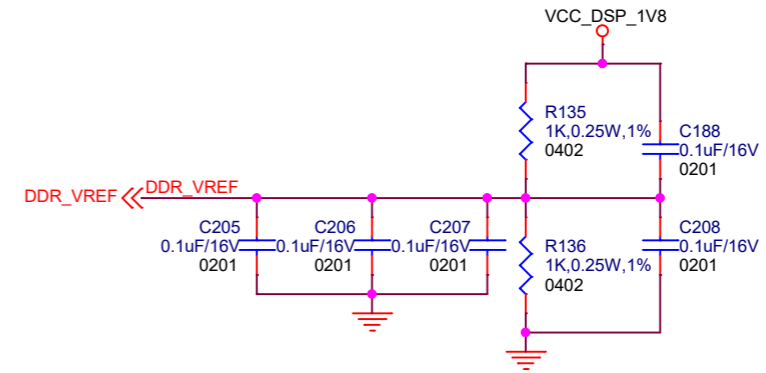 VCC_DSP_1V8
R135
1K,0.25W,1%
0402
C188
0.1uF/16V
0201
DDR_VREF
DDR_VREF
C205
0.1uF/16V
0201
C206
0.1uF/16V
0201
C207
0.1uF/16V
0201
R136
1K,0.25W,1%
0402
C208
0.1uF/16V
0201